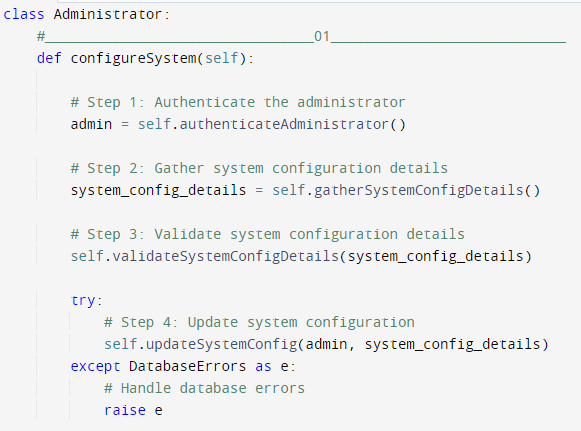 class Administrator:
    #________________________________01____________________________
    def configureSystem(self):
        # Step 1: Authenticate the administrator
        admin = self.authenticateAdministrator()
        # Step 2: Gather system configuration details
        system_config_details = self.gatherSystemConfigDetails()
        # Step 3: Validate system configuration details
        self.validateSystemConfigDetails(system_config_details)
        try:
            # Step 4: Update system configuration
            self.updateSystemConfig(admin, system_config_details)
        except DatabaseErrors as e:
            # Handle database errors
            raise e